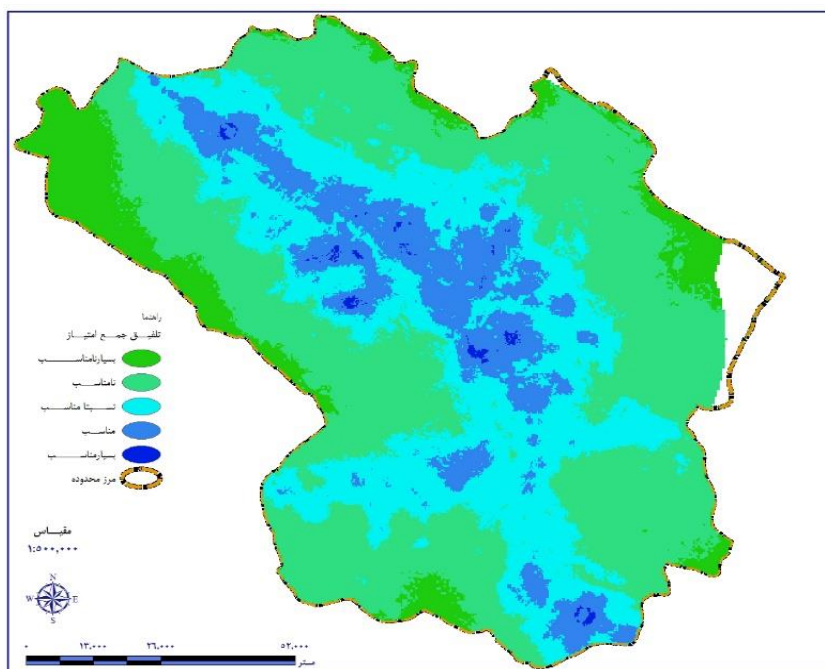 راهنما
تلفیق جمع امتیاز
بسیارنامناسب
نامناسب
نسبتا مناسب
مناسب
بسیارمناسب
مرز محدوده
مقیاس
۱:۵۰۰,۰۰۰
N
W E
S
۰ ۱۳,۰۰۰ ۲۶,۰۰۰ ۵۲,۰۰۰
متر